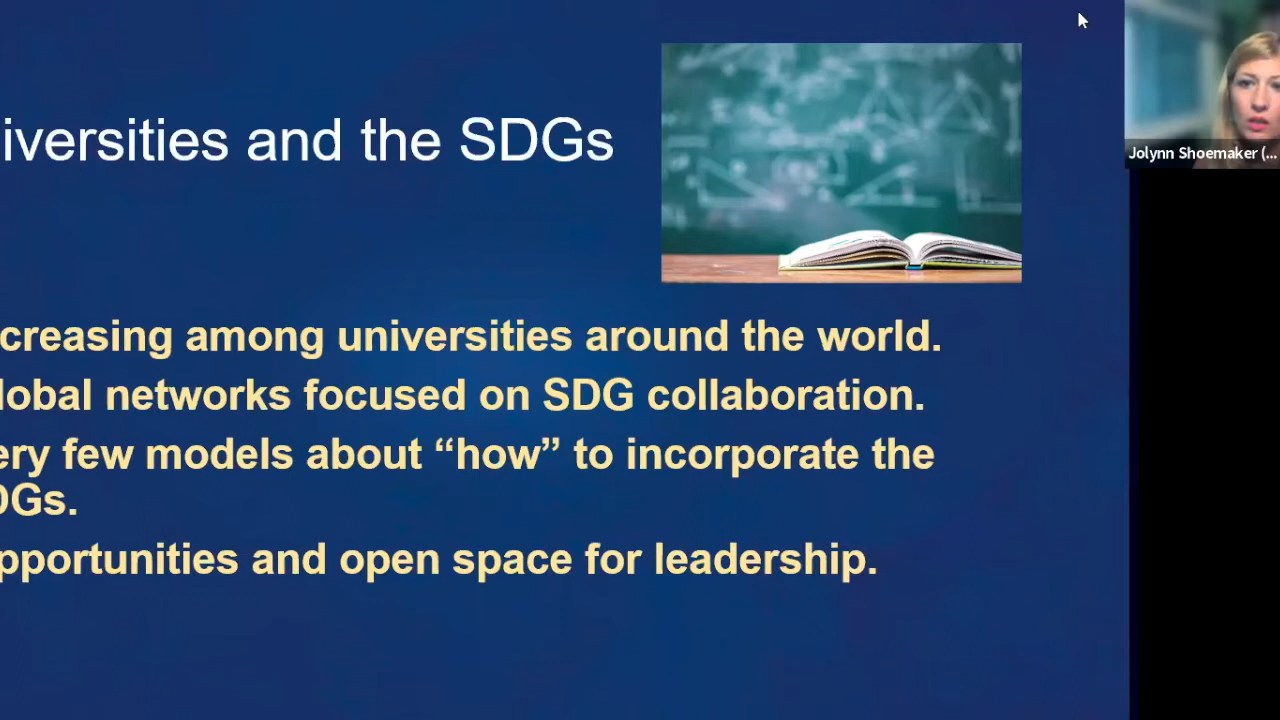 iversities and the SDGs
Jolynn Shoemaker (...
creasing among universities around the world.
lobal networks focused on SDG collaboration.
ery few models about “how” to incorporate the
DGs.
pportunities and open space for leadership.